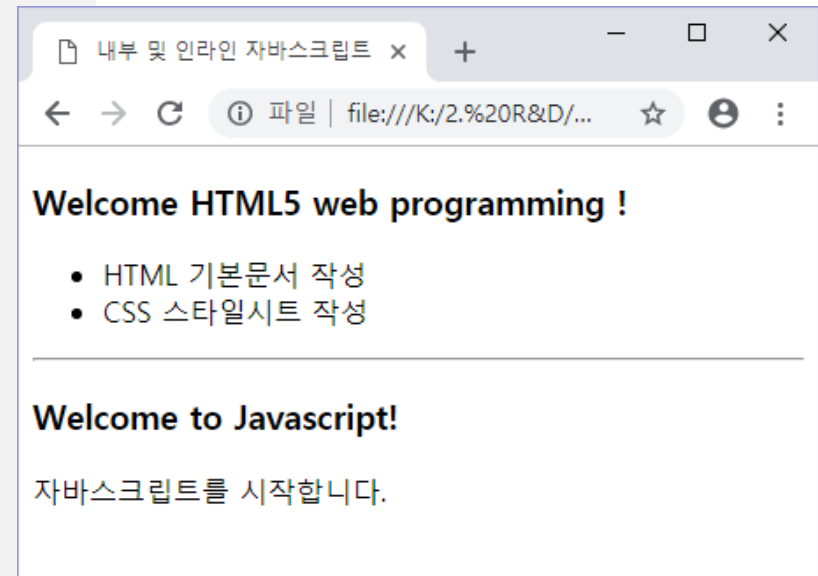 내부 및 인라인 자바스크립트
파일 | file:///K:/2.%20R&D/...
Welcome HTML5 web programming !
• HTML 기본문서 작성
• CSS 스타일시트 작성
Welcome to Javascript!
자바스크립트를 시작합니다.